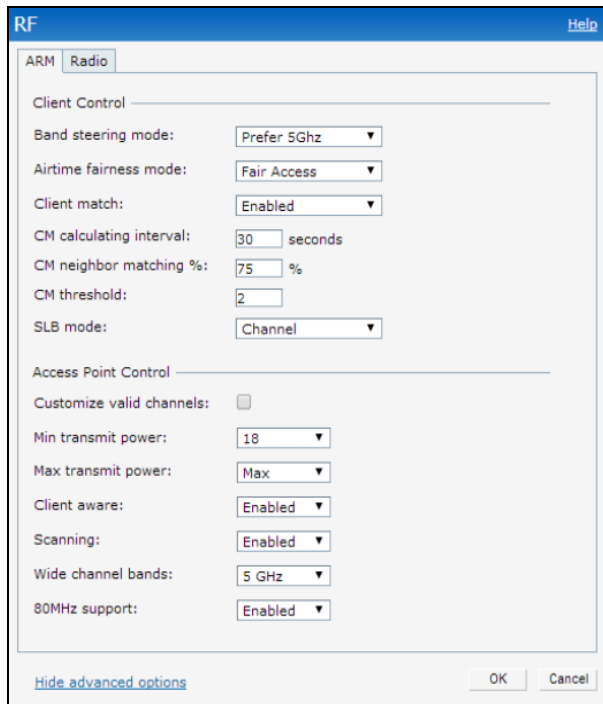 RF Help
ARM Radio
Client Control
Band steering mode: Prefer 5Ghz
Airtime fairness mode: Fair Access
Client match: Enabled
CM calculating interval: 30 seconds
CM neighbor matching %: 75 %
CM threshold: 2
SLB mode: Channel
Access Point Control
Customize valid channels:
Min transmit power: 18
Max transmit power: Max
Client aware: Enabled
Scanning: Enabled
Wide channel bands: 5 GHz
80MHz support: Enabled
Hide advanced options OK Cancel